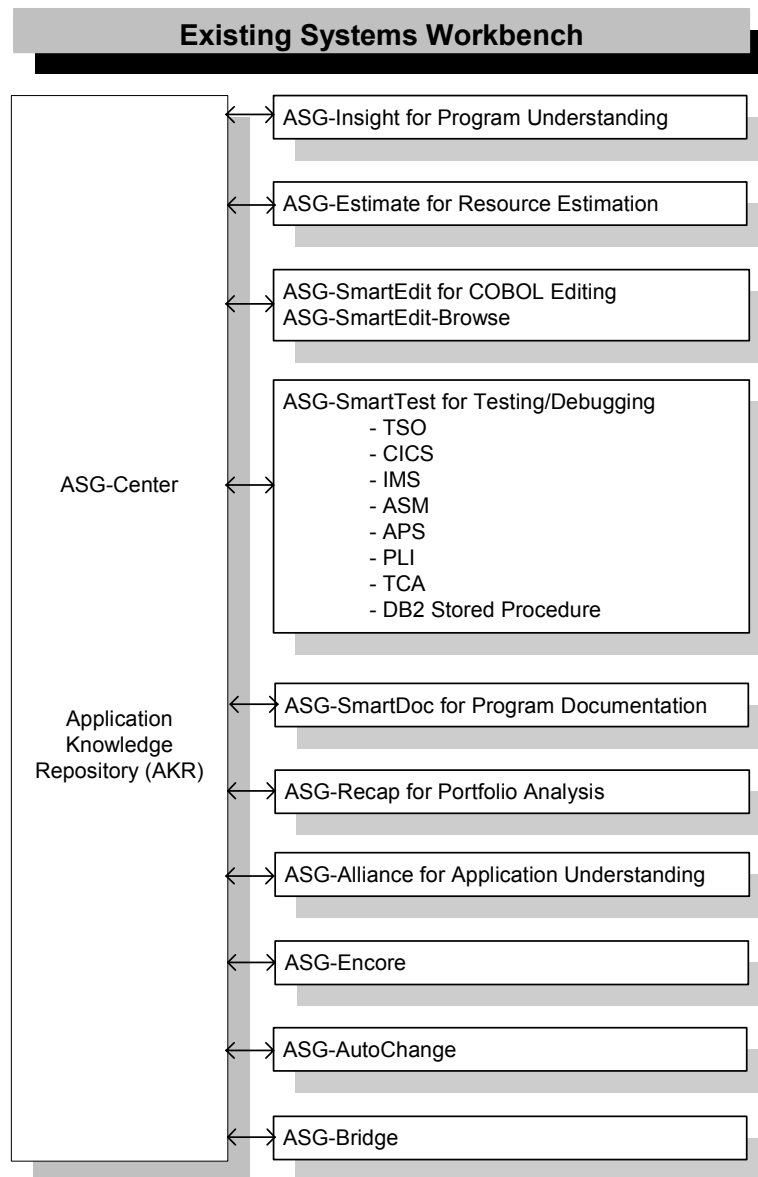 Existing Systems Workbench
ASG-Insight for Program Understanding
ASG-Estimate for Resource Estimation
ASG-SmartEdit for COBOL Editing
ASG-SmartEdit-Browse
ASG-SmartTest for Testing/Debugging
- TSO
- CICS
- IMS
- ASM
- APS
- PLI
- TCA
- DB2 Stored Procedure
ASG-Center
Application
Knowledge
Repository (AKR)
ASG-SmartDoc for Program Documentation
ASG-Recap for Portfolio Analysis
ASG-Alliance for Application Understanding
ASG-Encore
ASG-AutoChange
ASG-Bridge